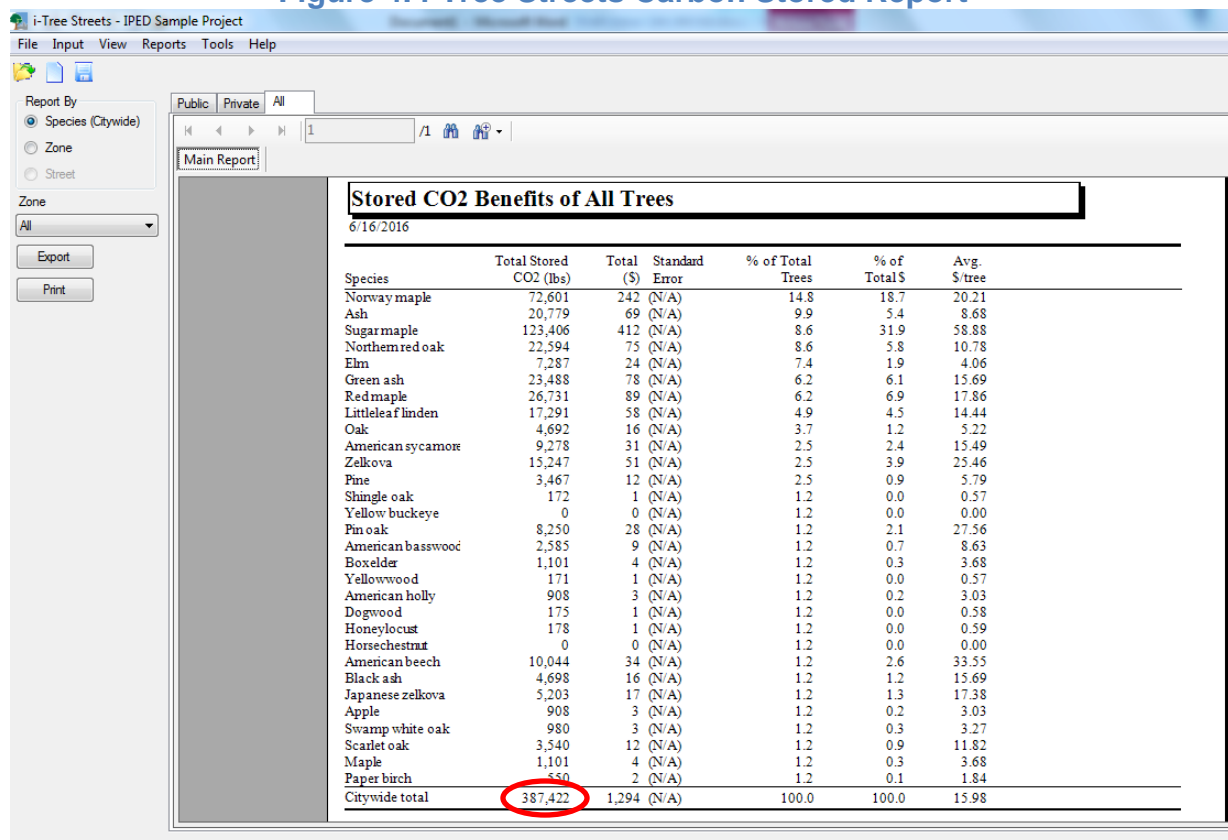 i-Tree Streets - IPED Sample Project
File Input View Reports Tools Help
Report By
Species (Citywide)
Zone
Street
Zone
All
Export
Print
Public Private All
1 /1
Main Report
Stored CO2 Benefits of All Trees
6/16/2016
Total Stored Total Standard % of Total % of Avg.
Species CO2 (lbs) ($) Error Trees Total $ $/tree
Norway maple 72,601 242 (N/A) 14.8 18.7 20.21
Ash 20,779 69 (N/A) 9.9 5.4 8.68
Sugar maple 123,406 412 (N/A) 8.6 31.9 58.88
Northern red oak 22,594 75 (N/A) 8.6 5.8 10.78
Elm 7,287 24 (N/A) 7.4 1.9 4.06
Green ash 23,488 78 (N/A) 6.2 6.1 15.69
Red maple 26,731 89 (N/A) 6.2 6.9 17.86
Littleleaf linden 17,291 58 (N/A) 4.9 4.5 14.44
Oak 4,692 16 (N/A) 3.7 1.2 5.22
American sycamore 9,278 31 (N/A) 2.5 2.4 15.49
Zelkova 15,247 51 (N/A) 2.5 3.9 25.46
Pine 3,467 12 (N/A) 2.5 0.9 5.79
Shingle oak 172 1 (N/A) 1.2 0.0 0.57
Yellow buckeye 0 0 (N/A) 1.2 0.0 0.00
Pin oak 8,250 28 (N/A) 1.2 2.1 27.56
American basswood 2,585 9 (N/A) 1.2 0.7 8.63
Boxelder 1,101 4 (N/A) 1.2 0.3 3.68
Yellowwood 171 1 (N/A) 1.2 0.0 0.57
American holly 908 3 (N/A) 1.2 0.2 3.03
Dogwood 175 1 (N/A) 1.2 0.0 0.58
Honeylocust 178 1 (N/A) 1.2 0.0 0.59
Horsechestnut 0 0 (N/A) 1.2 0.0 0.00
American beech 10,044 34 (N/A) 1.2 2.6 33.55
Black ash 4,698 16 (N/A) 1.2 1.2 15.69
Japanese zelkova 5,203 17 (N/A) 1.2 1.3 17.38
Apple 908 3 (N/A) 1.2 0.2 3.03
Swamp white oak 980 3 (N/A) 1.2 0.3 3.27
Scarlet oak 3,540 12 (N/A) 1.2 0.9 11.82
Maple 1,101 4 (N/A) 1.2 0.3 3.68
Paper birch 550 2 (N/A) 1.2 0.1 1.84
Citywide total 387,422 1,294 (N/A) 100.0 100.0 15.98